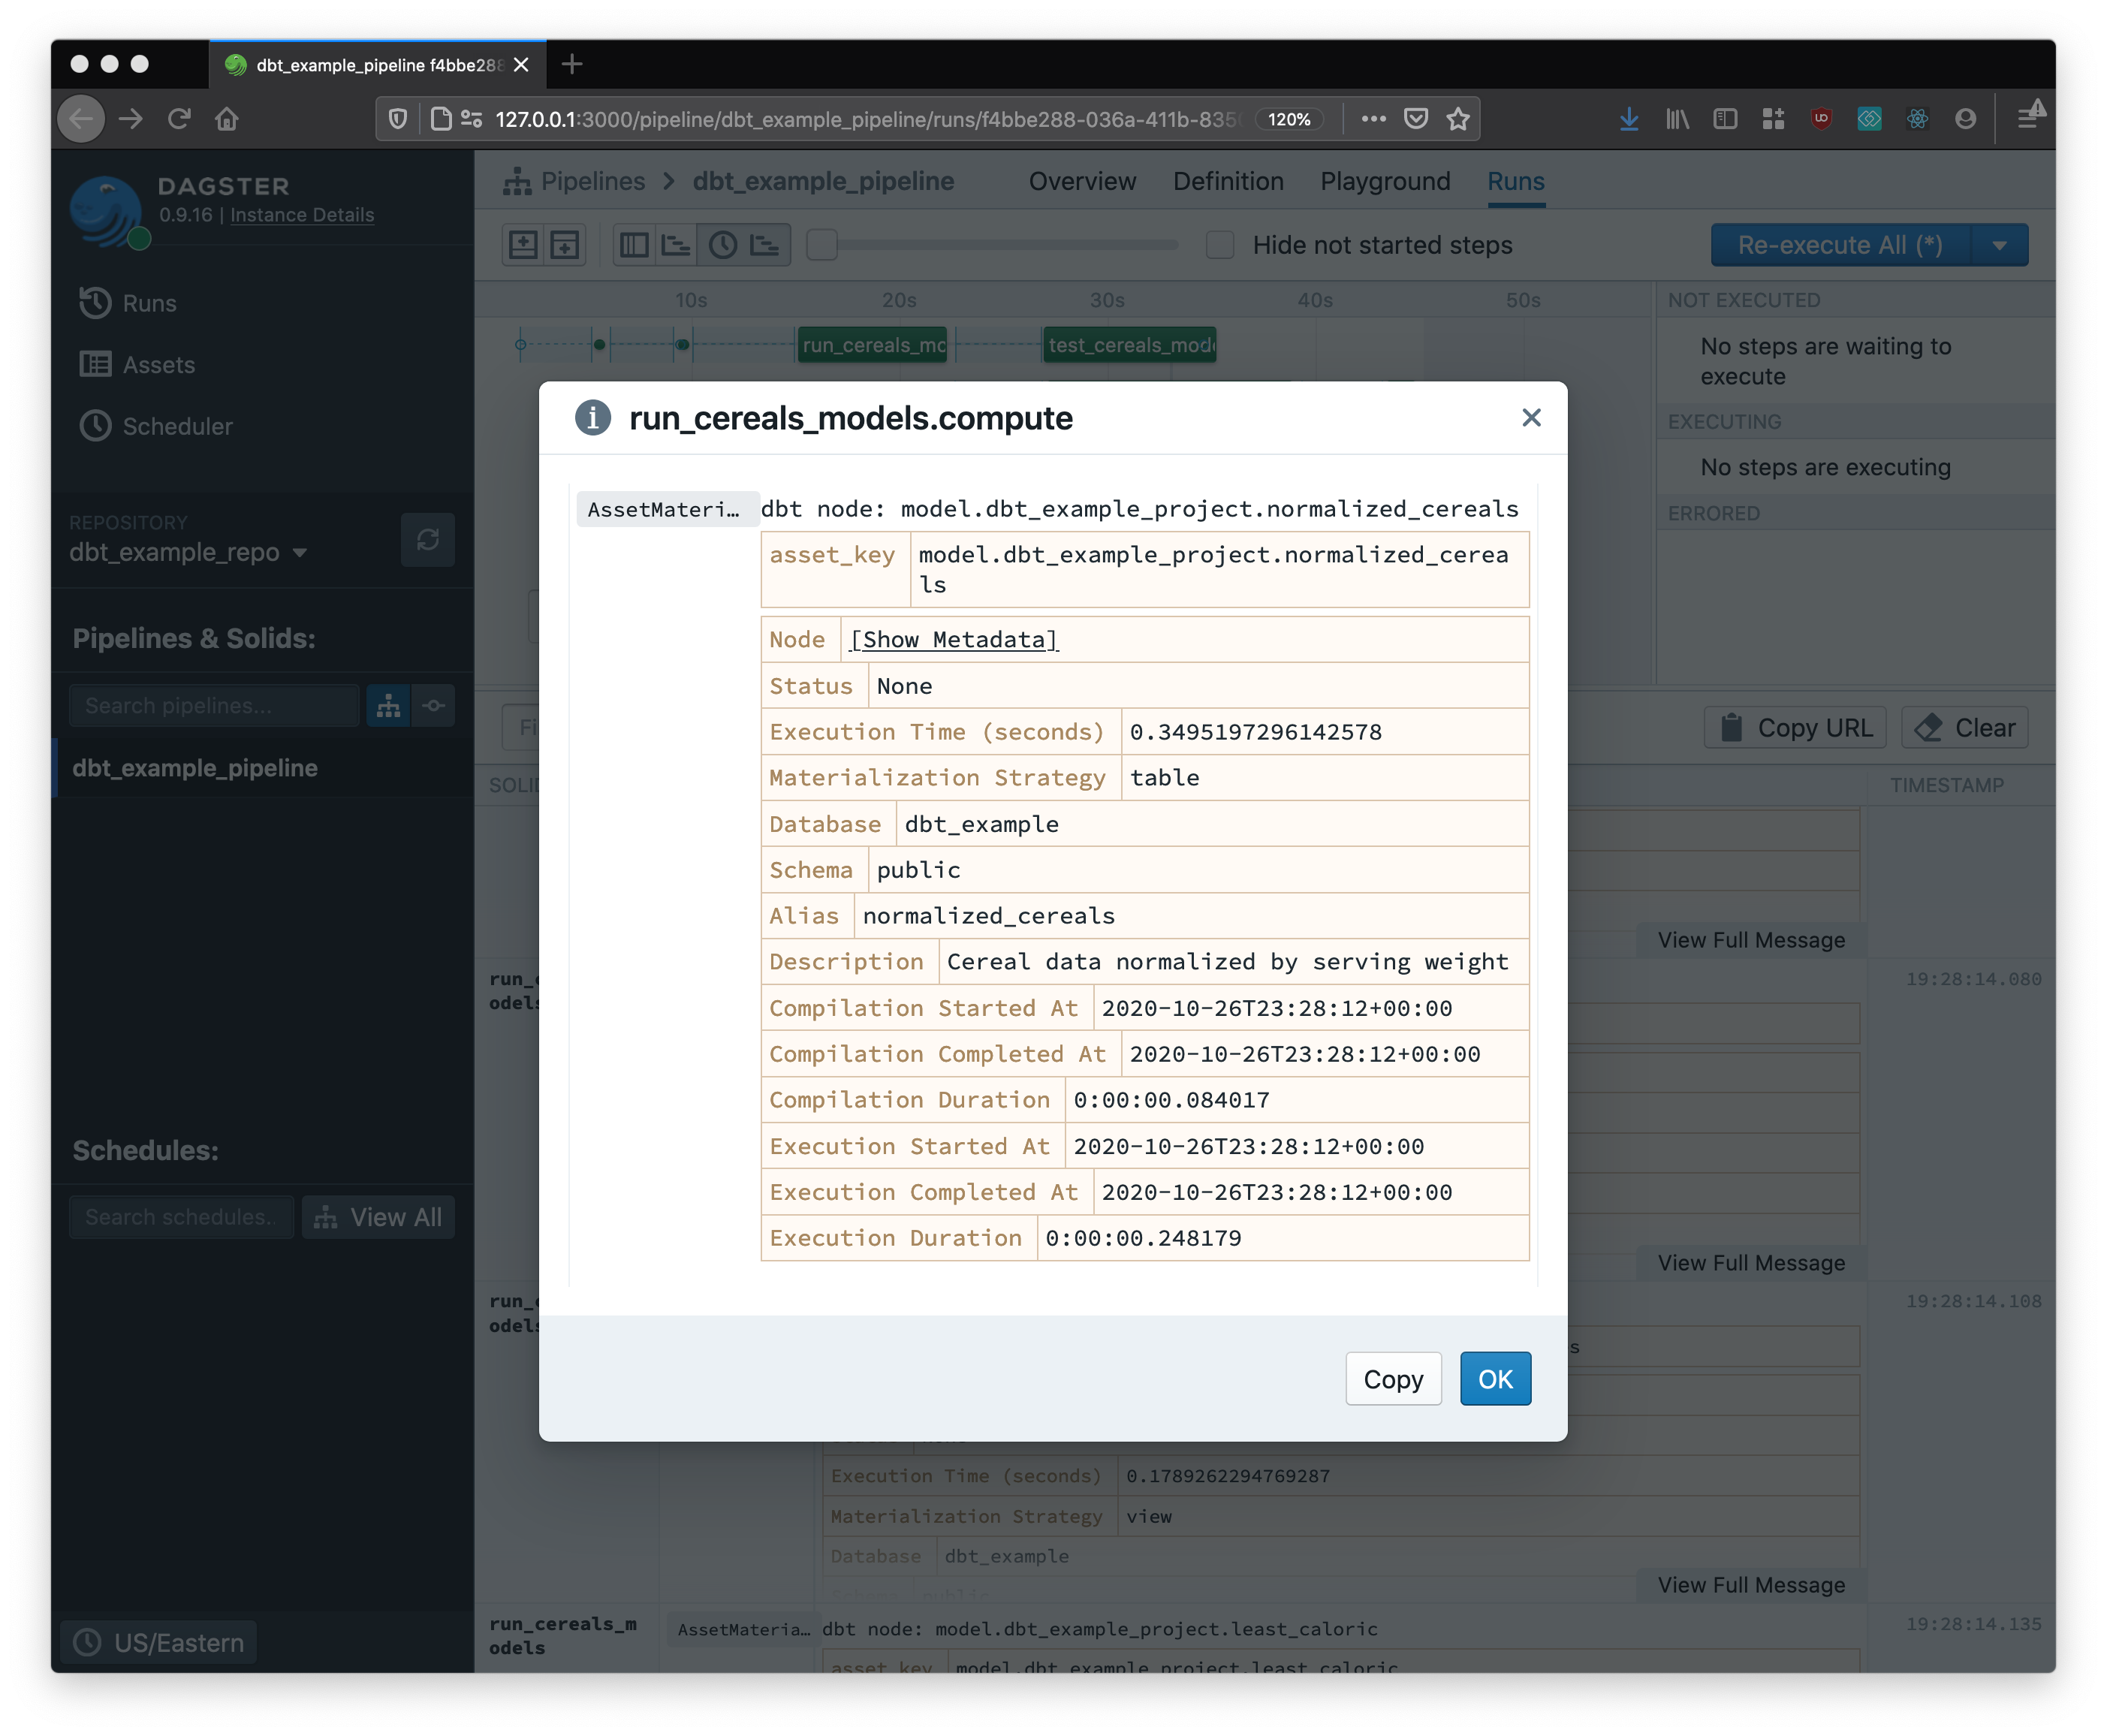 dbt_example_pipeline f4bbe288
127.0.0.1:3000/pipeline/dbt_example_pipeline/runs/f4bbe288-036a-411b-835
120%
DAGSTER
0.9.16 | Instance Details
Runs
Assets
Scheduler
REPOSITORY
dbt_example_repo
Pipelines & Solids:
Search pipelines...
dbt_example_pipeline
Schedules:
Search schedules..
View All
US/Eastern
Pipelines
dbt_example_pipeline
Overview
Definition
Playground
Runs
Hide not started steps
Re-execute All (*)
10s 20s 30s 40s 50s
run_cereals_mo
test_cereals_mod
NOT EXECUTED
No steps are waiting to
execute
EXECUTING
No steps are executing
ERRORED
Copy URL
Clear
TIMESTAMP
run_cereals_models.compute
AssetMateri…
dbt node: model.dbt_example_project.normalized_cereals
asset_key model.dbt_example_project.normalized_cerea
ls
Node [Show Metadata]
Status None
Execution Time (seconds) 0.3495197296142578
Materialization Strategy table
Database dbt_example
Schema public
Alias normalized_cereals
Description Cereal data normalized by serving weight
Compilation Started At 2020-10-26T23:28:12+00:00
Compilation Completed At 2020-10-26T23:28:12+00:00
Compilation Duration 0:00:00.084017
Execution Started At 2020-10-26T23:28:12+00:00
Execution Completed At 2020-10-26T23:28:12+00:00
Execution Duration 0:00:00.248179
Copy
OK
View Full Message
19:28:14.080
View Full Message
19:28:14.108
Execution Time (seconds) 0.1789262294769287
Materialization Strategy view
Database dbt_example
Schema public
View Full Message
run_cereals_m
odels
AssetMateria…
dbt node: model.dbt_example_project.least_caloric
19:28:14.135
asset_key model.dbt_example_project.least_caloric